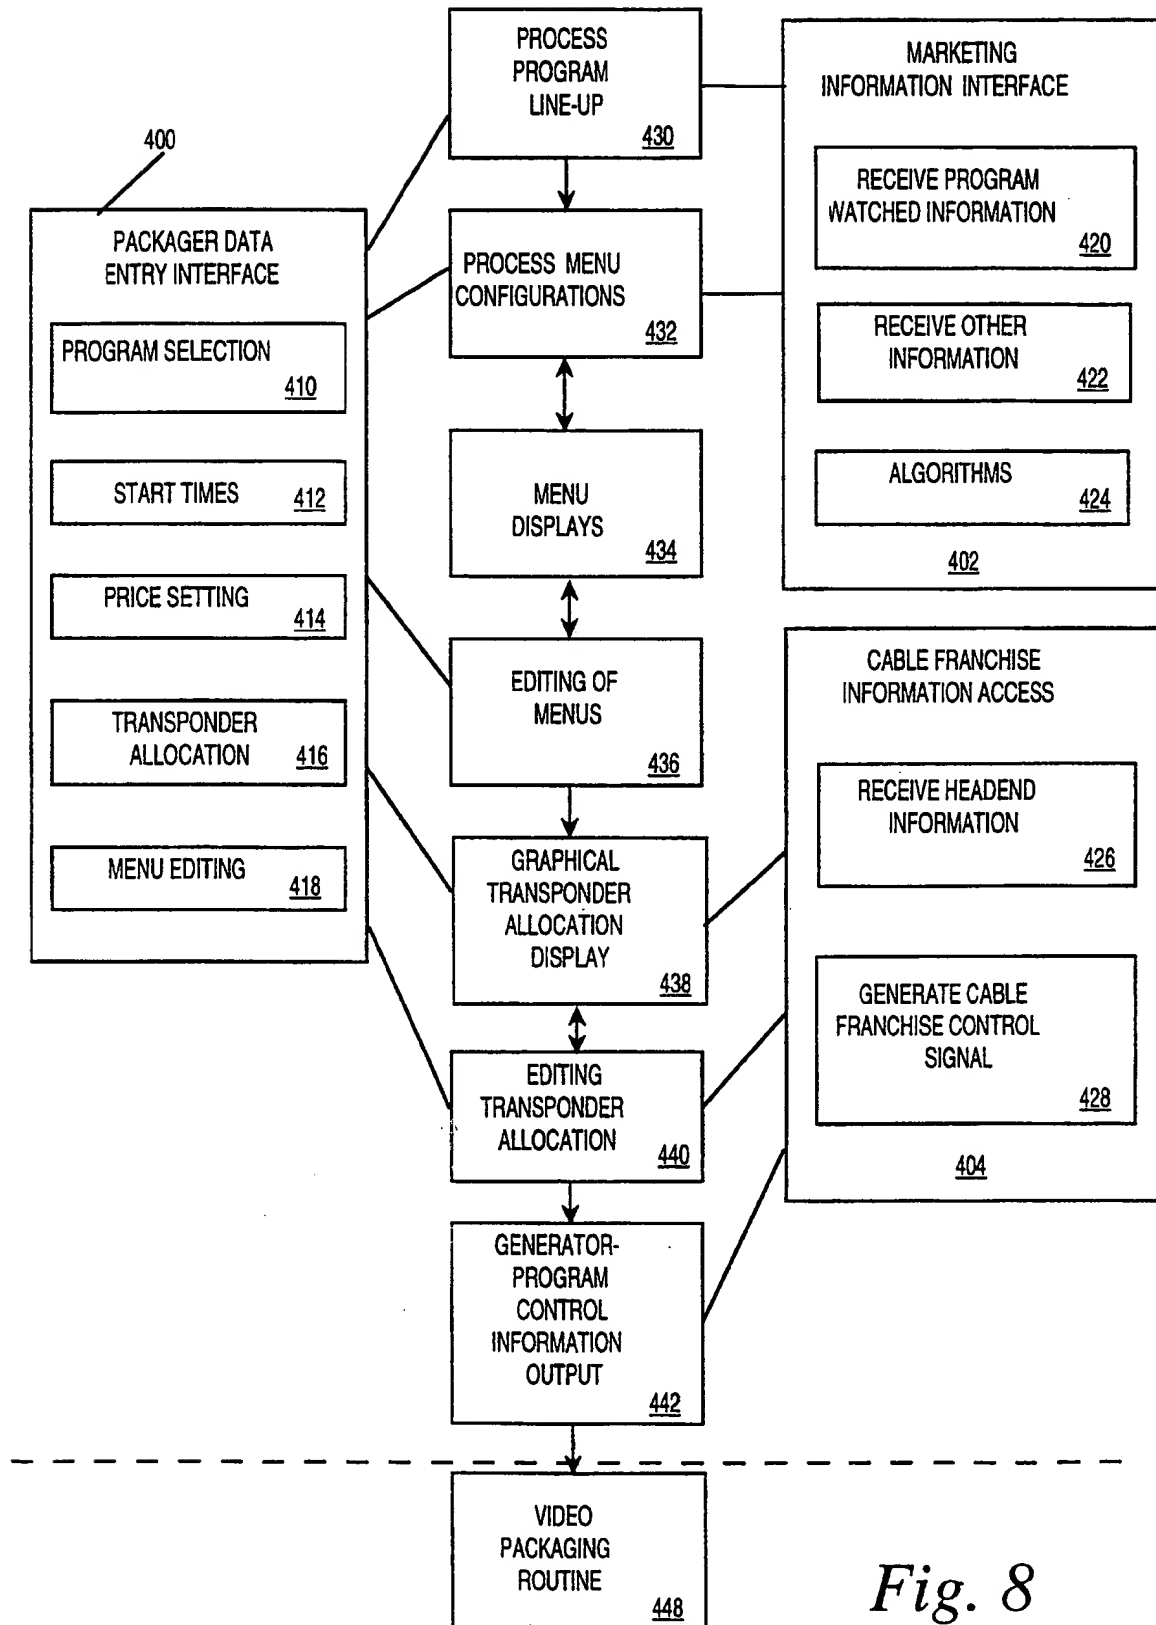 PROCESS
PROGRAM
LINE-UP
430
400
PACKAGER DATA
ENTRY INTERFACE
PROGRAM SELECTION
410
START TIMES
412
PRICE SETTING
414
TRANSPONDER
ALLOCATION
416
MENU EDITING
418
PROCESS MENU
CONFIGURATIONS
432
MENU
DISPLAYS
434
EDITING OF
MENUS
436
GRAPHICAL
TRANSPONDER
ALLOCATION
DISPLAY
438
EDITING
TRANSPONDER
ALLOCATION
440
GENERATOR-
PROGRAM
CONTROL
INFORMATION
OUTPUT
442
MARKETING
INFORMATION INTERFACE
RECEIVE PROGRAM
WATCHED INFORMATION
420
RECEIVE OTHER
INFORMATION
422
ALGORITHMS
424
402
CABLE FRANCHISE
INFORMATION ACCESS
RECEIVE HEADEND
INFORMATION
426
GENERATE CABLE
FRANCHISE CONTROL
SIGNAL
428
404
VIDEO
PACKAGING
ROUTINE
448
Fig. 8